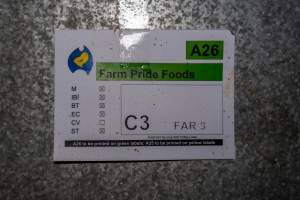 A26
Farm Pride Foods
M ☒
IBI ☒
BT ☒
EC ☒
CV ☐
ST ☒
C3
FAR 3
A26 to be printed on green labels; A25 to be printed on yellow labels